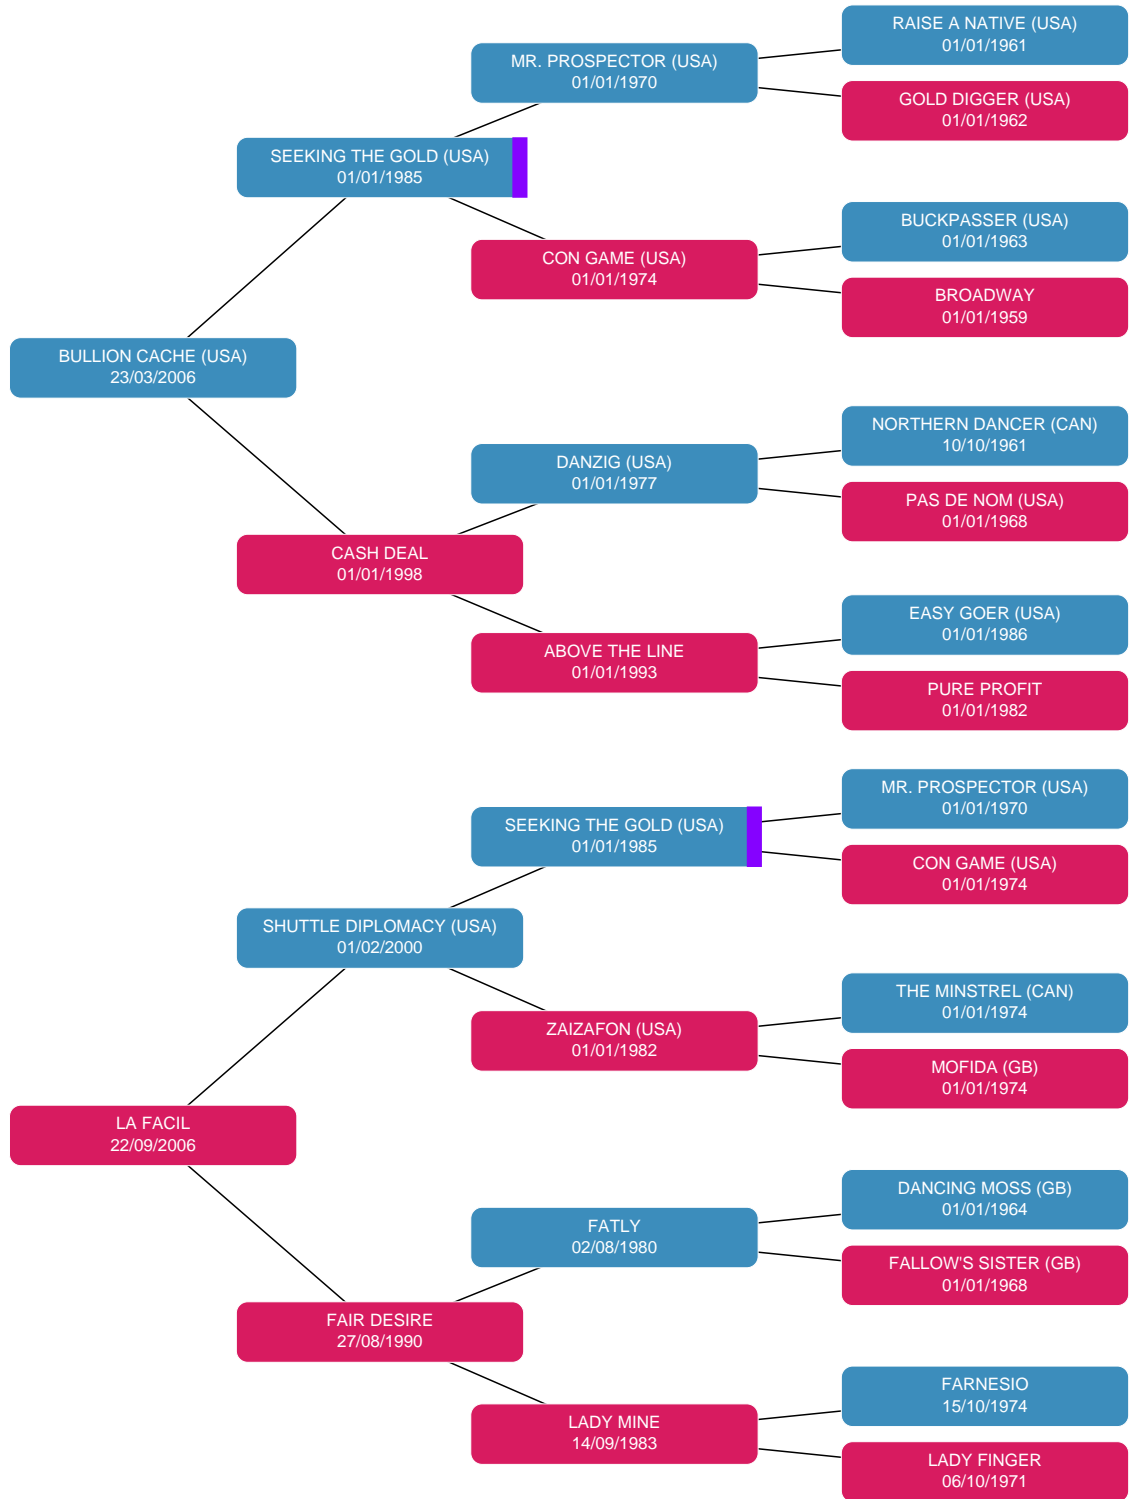 RAISE A NATIVE (USA)
01/01/1961
MR. PROSPECTOR (USA)
01/01/1970
GOLD DIGGER (USA)
01/01/1962
SEEKING THE GOLD (USA)
01/01/1985
BUCKPASSER (USA)
01/01/1963
CON GAME (USA)
01/01/1974
BROADWAY
01/01/1959
BULLION CACHE (USA)
23/03/2006
NORTHERN DANCER (CAN)
10/10/1961
DANZIG (USA)
01/01/1977
PAS DE NOM (USA)
01/01/1968
CASH DEAL
01/01/1998
EASY GOER (USA)
01/01/1986
ABOVE THE LINE
01/01/1993
PURE PROFIT
01/01/1982
MR. PROSPECTOR (USA)
01/01/1970
SEEKING THE GOLD (USA)
01/01/1985
CON GAME (USA)
01/01/1974
SHUTTLE DIPLOMACY (USA)
01/02/2000
THE MINSTREL (CAN)
01/01/1974
ZAIZAFON (USA)
01/01/1982
MOFIDA (GB)
01/01/1974
LA FACIL
22/09/2006
DANCING MOSS (GB)
01/01/1964
FATLY
02/08/1980
FALLOW'S SISTER (GB)
01/01/1968
FAIR DESIRE
27/08/1990
FARNESIO
15/10/1974
LADY MINE
14/09/1983
LADY FINGER
06/10/1971